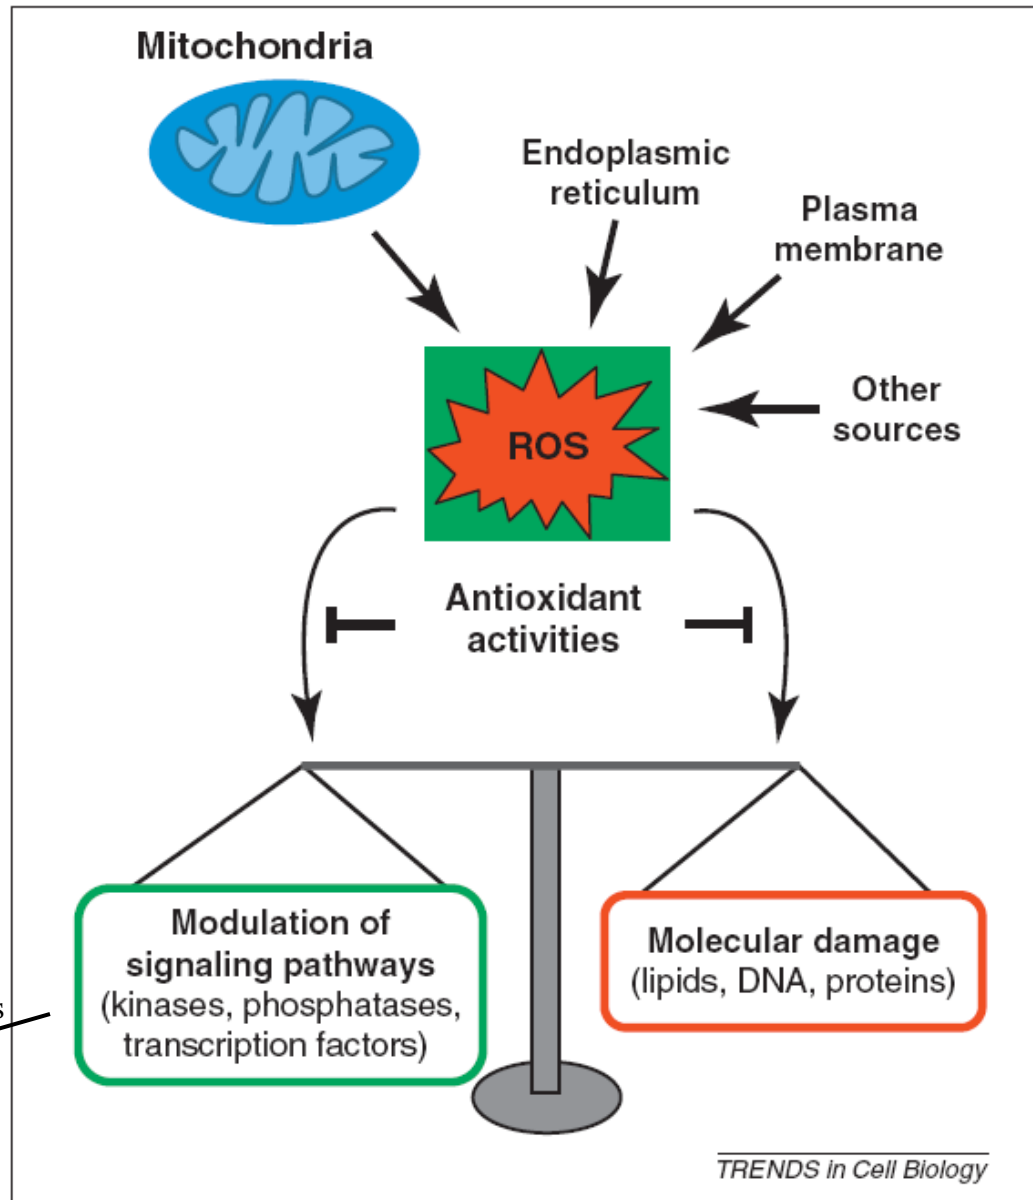 Mitochondria
Endoplasmic
reticulum
Plasma
membrane
Other
sources
ROS
Antioxidant
activities
Modulation of
signaling pathways
(kinases, phosphatases,
transcription factors)
Molecular damage
(lipids, DNA, proteins)
TRENDS in Cell Biology